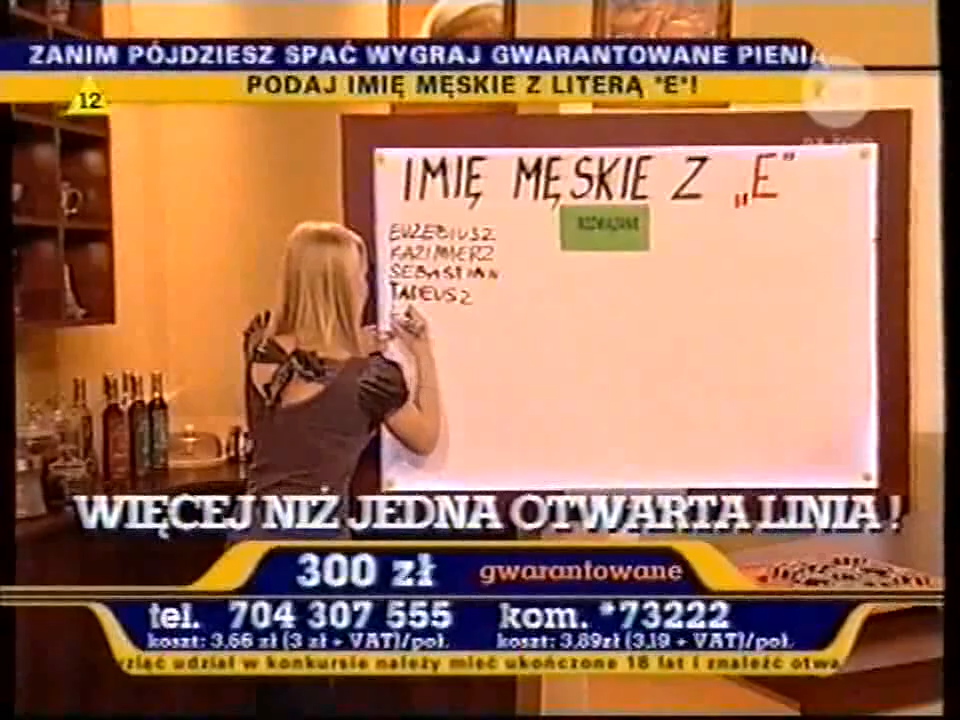 ZANIM PÓJDZIESZ SPAĆ WYGRAJ GWARANTOWANE PIENIĄ
PODAJ IMIĘ MĘSKIE Z LITERĄ "E"!
12
IMIĘ MĘSKIE Z „E”
EUZEBIUSZ
KAZIMIERZ
SEBASTIAN
TADEUSZ
WIĘCEJ NIŻ JEDNA OTWARTA LINIA!
300 zł gwarantowane
tel. 704 307 555 kom. *73222
koszt: 3,66 zł (3 zł + VAT)/poł. koszt: 3,89zł (3,19 + VAT)/poł.
wziąć udział w konkursie należy mieć ukończone 18 lat i znaleźć otwa